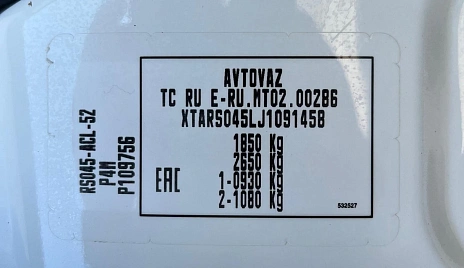 AVTOVAZ
TC RU E-RU.MT02.00286
XTARS045LJ1091458
1850 Kg
2650 Kg
1-0930 Kg
2-1080 Kg
EAC
532527
RS045-ACL-52
P4M
P109756